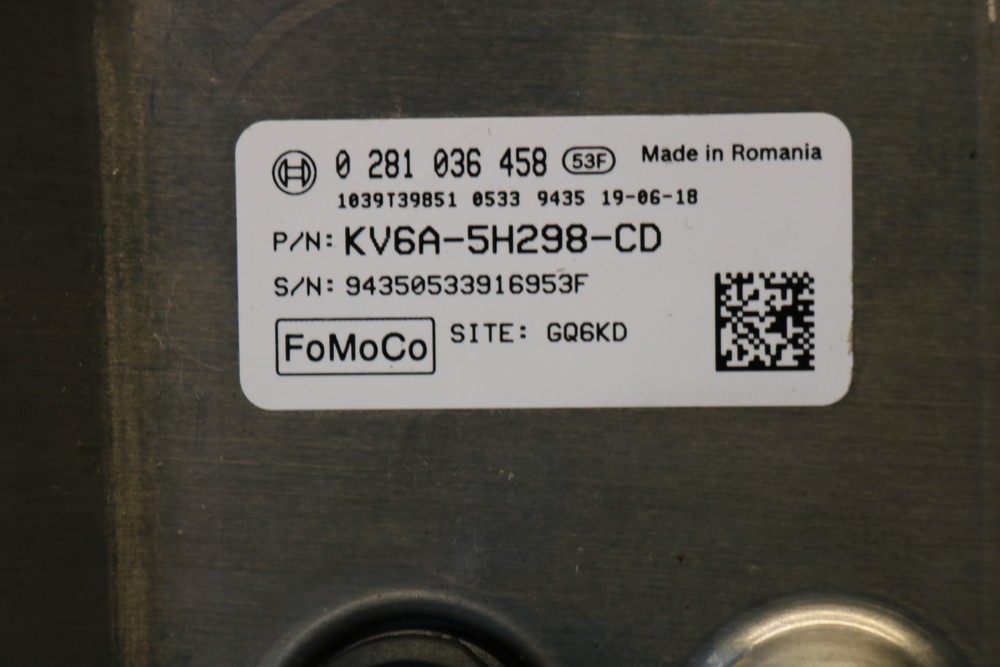 0 281 036 458 53F Made in Romania
1039T39851 0533 9435 19-06-18
P/N: KV6A-5H298-CD
S/N: 94350533916953F
FoMoCo SITE: GQ6KD